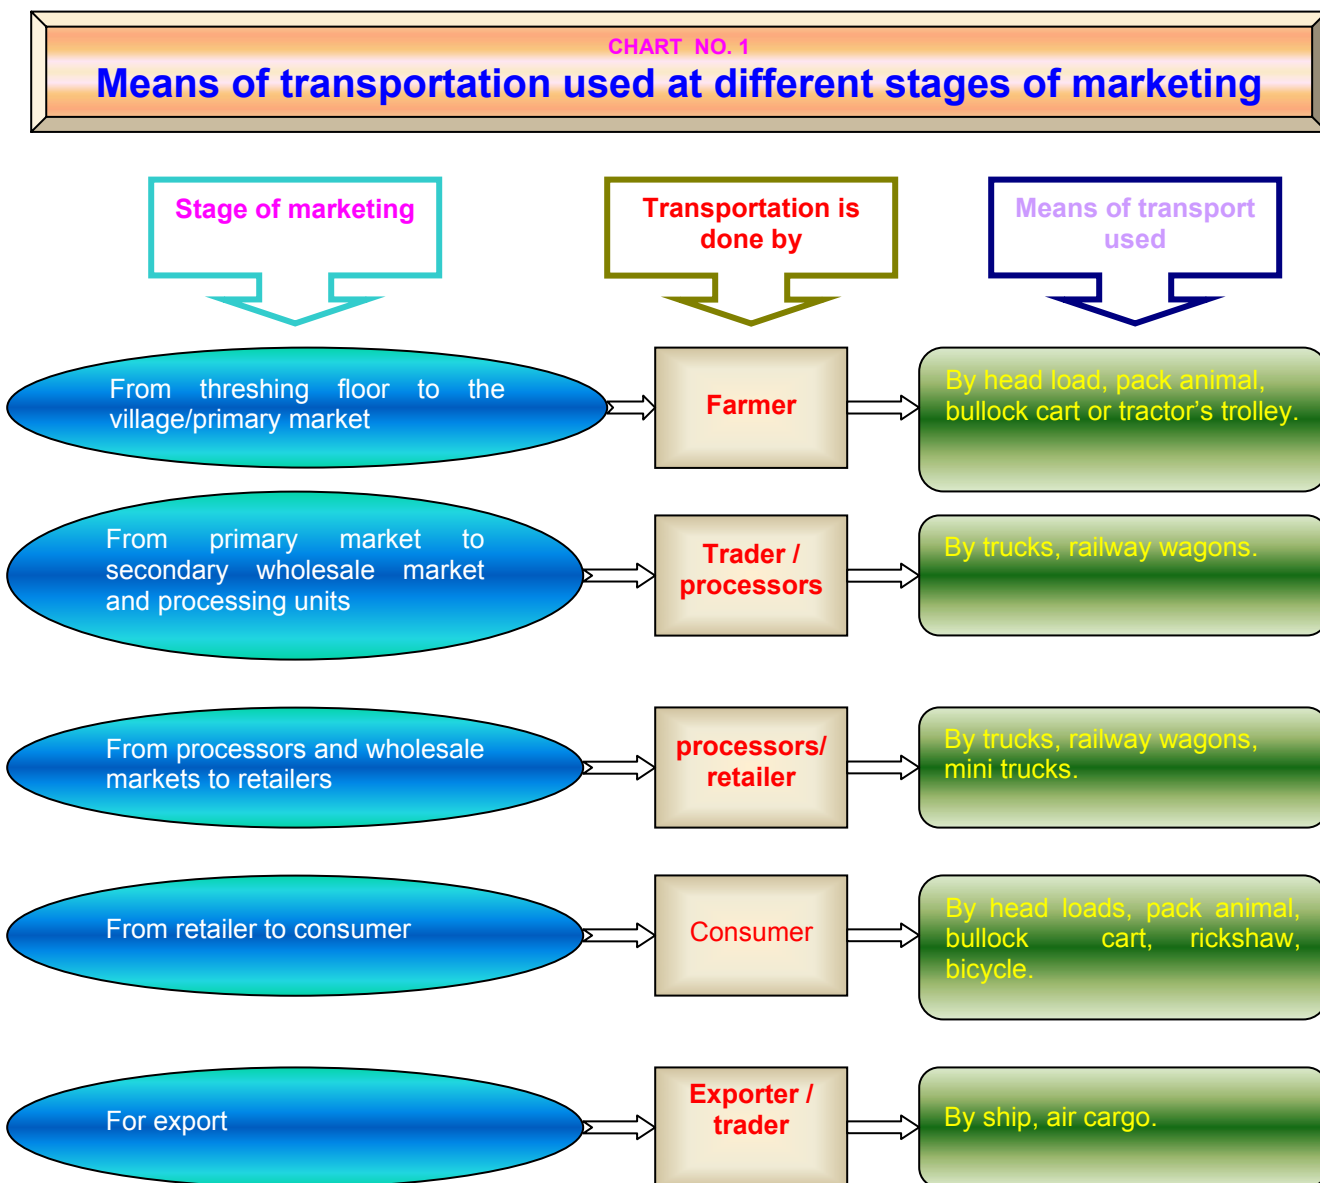 CHART NO. 1
Means of transportation used at different stages of marketing
Stage of marketing
Transportation is
done by
Means of transport
used
From threshing floor to the
village/primary market
Farmer
By head load, pack animal,
bullock cart or tractor's trolley.
From primary market to
secondary wholesale market
and processing units
Trader /
processors
By trucks, railway wagons.
From processors and wholesale
markets to retailers
processors/
retailer
By trucks, railway wagons,
mini trucks.
From retailer to consumer
Consumer
By head loads, pack animal,
bullock cart, rickshaw,
bicycle.
For export
Exporter /
trader
By ship, air cargo.